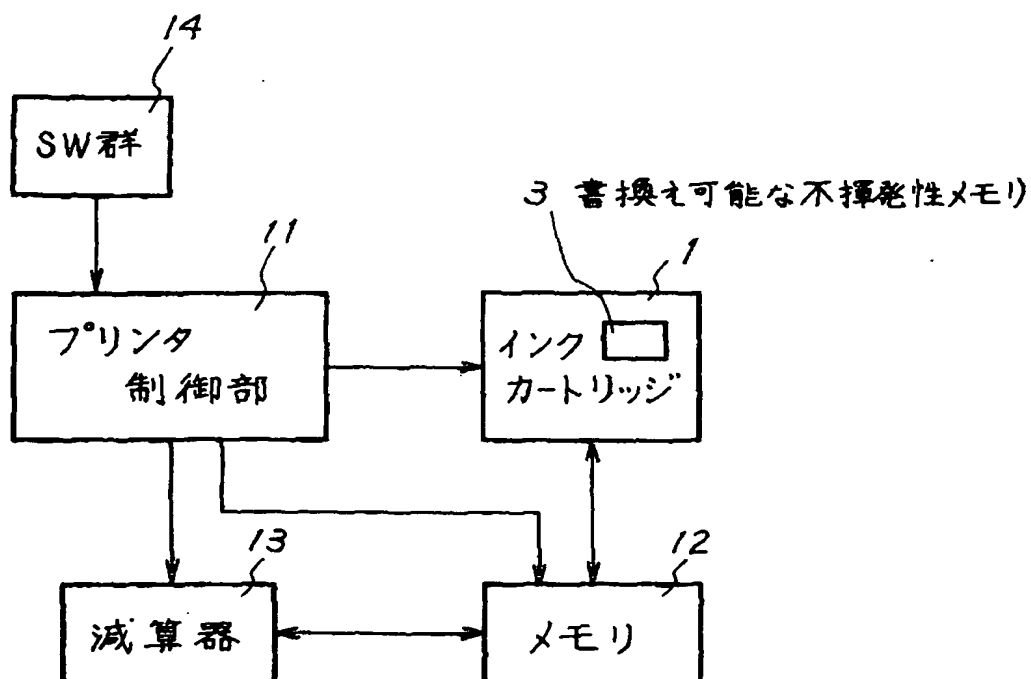 14
SW群
3 書換え可能な不揮発性メモリ
11
1
プリンタ
制御部
インク
カートリッジ
13
12
減算器
メモリ